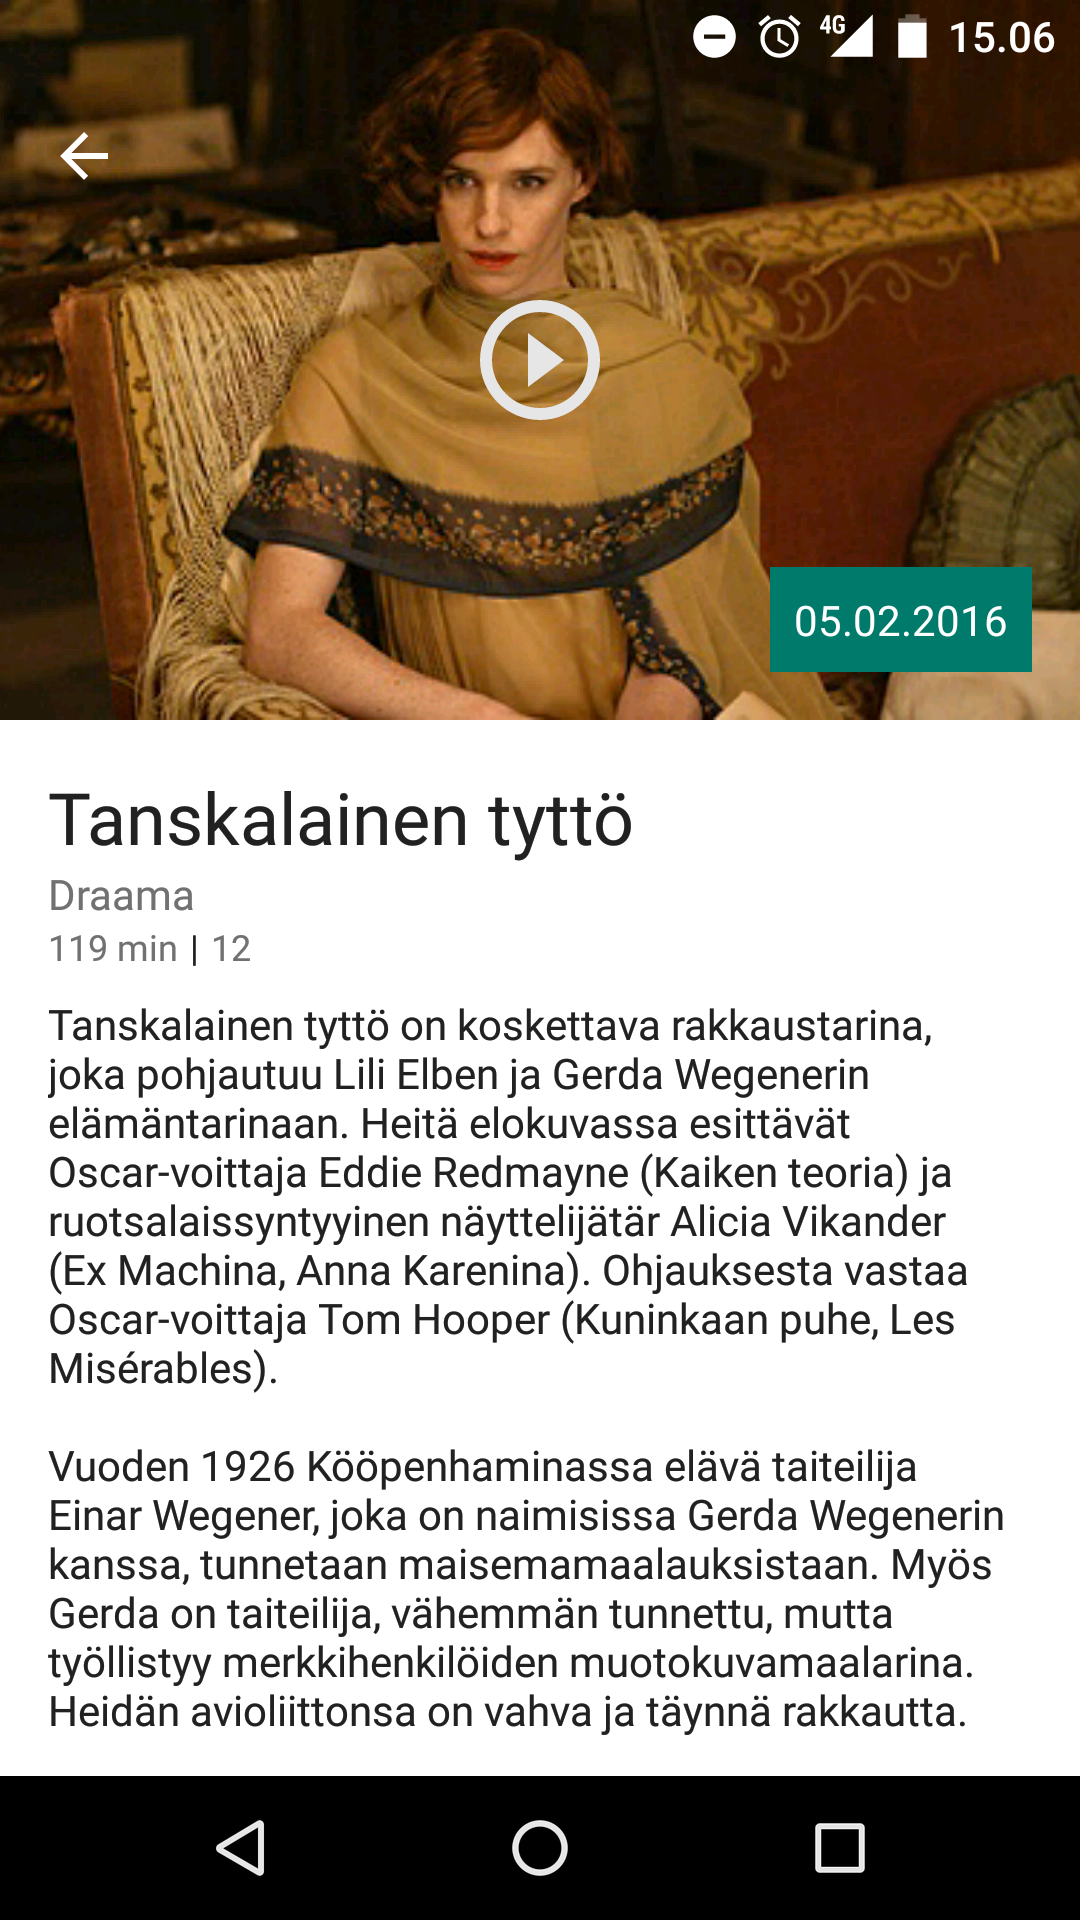 4G 15.06
05.02.2016
Tanskalainen tyttö
Draama
119 min | 12
Tanskalainen tyttö on koskettava rakkaustarina,
joka pohjautuu Lili Elben ja Gerda Wegenerin
elämäntarinaan. Heitä elokuvassa esittävät
Oscar-voittaja Eddie Redmayne (Kaiken teoria) ja
ruotsalaissyntyyinen näyttelijätär Alicia Vikander
(Ex Machina, Anna Karenina). Ohjauksesta vastaa
Oscar-voittaja Tom Hooper (Kuninkaan puhe, Les
Misérables).
Vuoden 1926 Kööpenhaminassa elävä taiteilija
Einar Wegener, joka on naimisissa Gerda Wegenerin
kanssa, tunnetaan maisemamaalauksistaan. Myös
Gerda on taiteilija, vähemmän tunnettu, mutta
työllistyy merkkihenkilöiden muotokuvamaalarina.
Heidän avioliittonsa on vahva ja täynnä rakkautta.